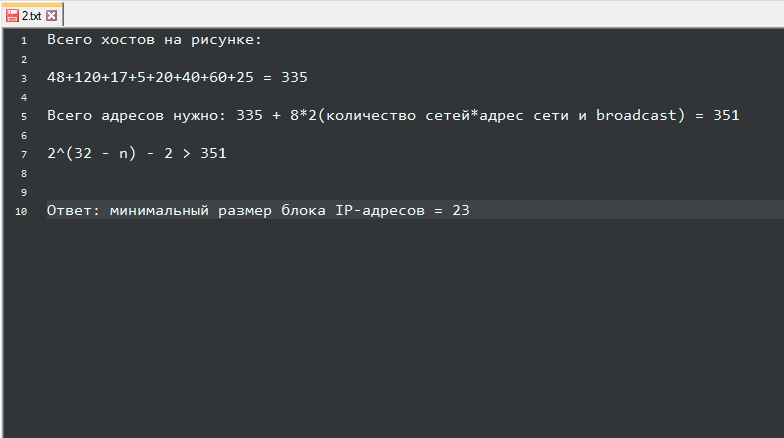 2.txt
1 Всего хостов на рисунке:
2
3 48+120+17+5+20+40+60+25 = 335
4
5 Всего адресов нужно: 335 + 8*2(количество сетей*адрес сети и broadcast) = 351
6
7 2^(32 - n) - 2 > 351
8
9
10 Ответ: минимальный размер блока IP-адресов = 23